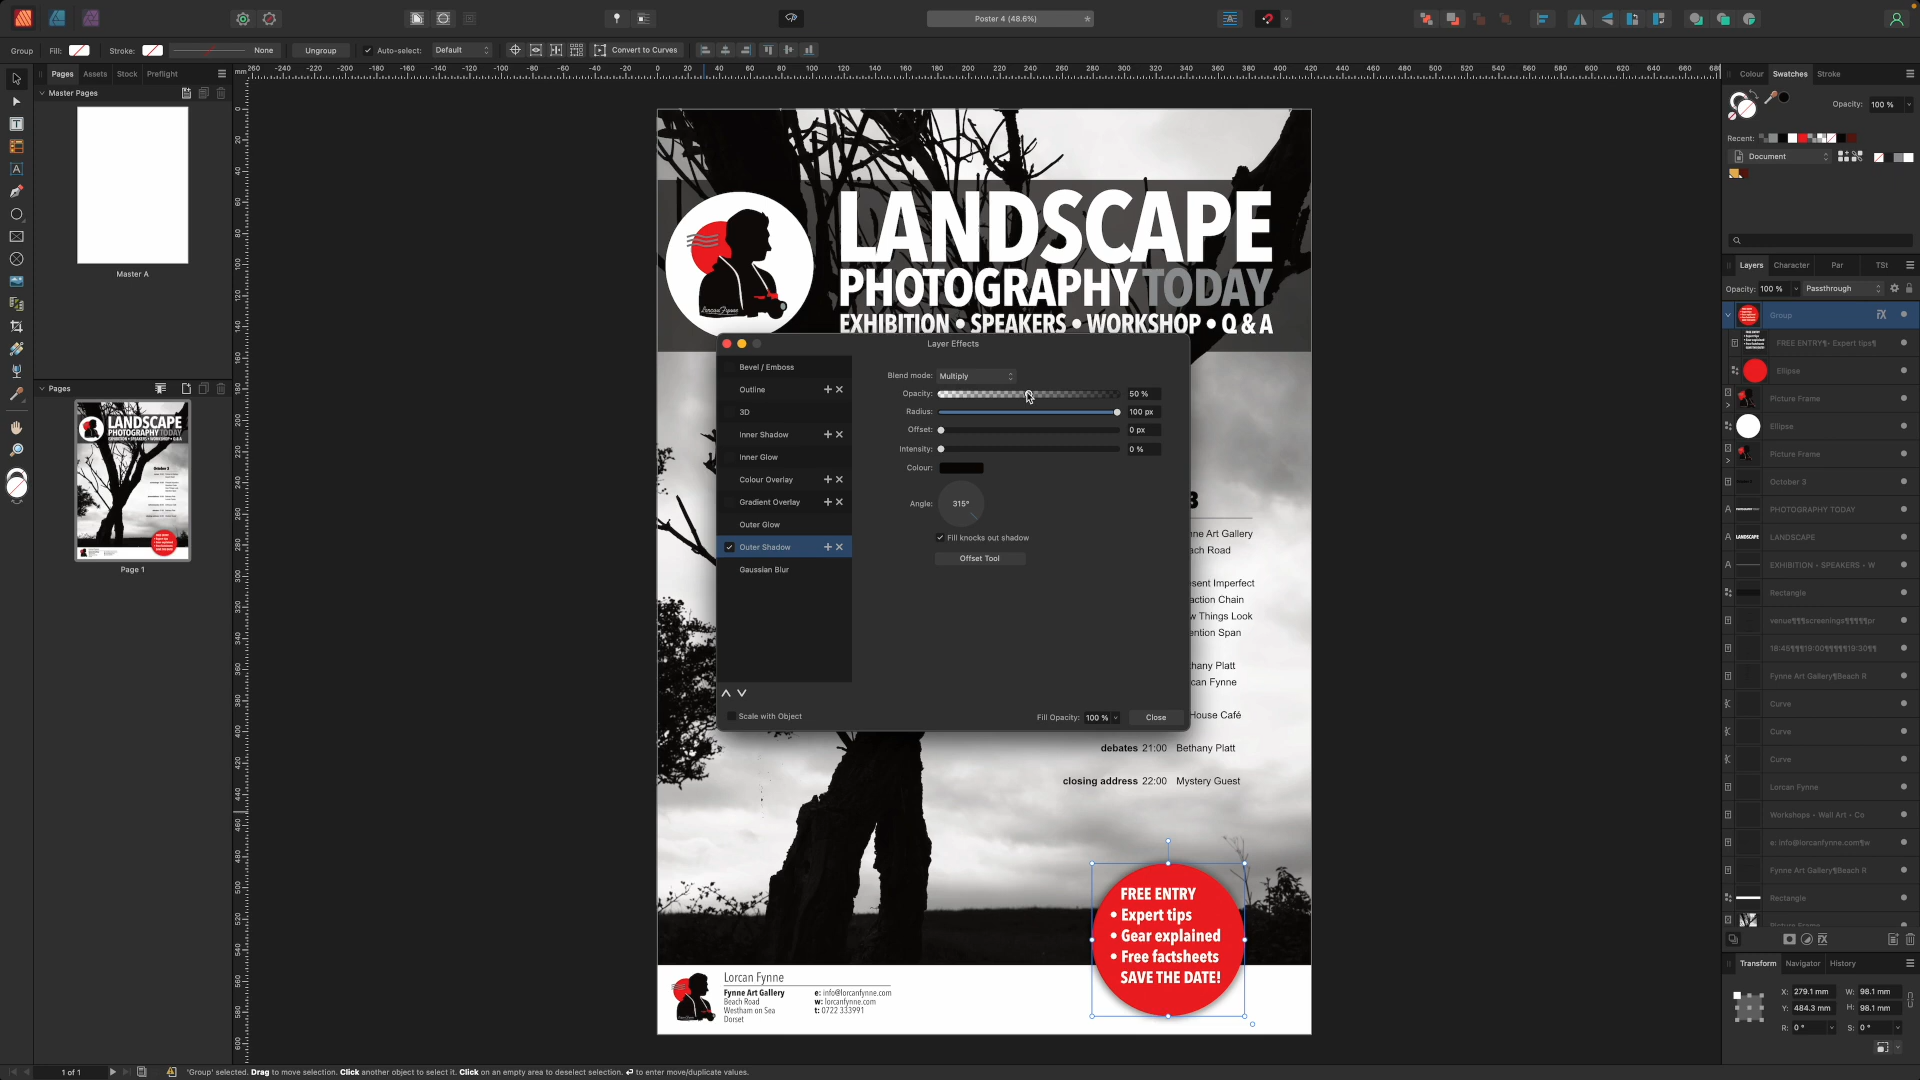 Poster 4 (48.6%)
Group
Fill:
Stroke:
None
Ungroup
Auto-select:
Default
Convert to Curves
Pages
Assets
Stock
Preflight
Master Pages
Master A
Pages
Page 1
LANDSCAPE
PHOTOGRAPHY TODAY
EXHIBITION • SPEAKERS • WORKSHOP • Q & A
Layer Effects
Bevel / Emboss
Outline
3D
Inner Shadow
Inner Glow
Colour Overlay
Gradient Overlay
Outer Glow
Outer Shadow
Gaussian Blur
Blend mode: Multiply
Opacity: 50 %
Radius: 100 px
Offset: 0 px
Intensity: 0 %
Colour:
Angle: 315°
Fill knocks out shadow
Offset Tool
Scale with Object
Fill Opacity: 100 %
Close
3
nne Art Gallery
ach Road
sent Imperfect
action Chain
w Things Look
ention Span
hany Platt
can Fynne
House Café
debates 21:00 Bethany Platt
closing address 22:00 Mystery Guest
FREE ENTRY
• Expert tips
• Gear explained
• Free factsheets
SAVE THE DATE!
Lorcan Fynne
Fynne Art Gallery
Beach Road
Westham on Sea
Dorset
e: info@lorcanfynne.com
w: lorcanfynne.com
t: 0722 333991
Colour
Swatches
Stroke
Opacity: 100 %
Recent:
Document
Layers
Character
Par
TSt
Opacity: 100 %
Passthrough
Group
FREE ENTRY¶• Expert tips¶
Ellipse
Picture Frame
Ellipse
Picture Frame
October 3
PHOTOGRAPHY TODAY
LANDSCAPE
EXHIBITION • SPEAKERS • W
Rectangle
venue¶¶¶screenings¶¶¶¶¶pr
18:45¶¶¶19:00¶¶¶¶¶19:30¶¶
Fynne Art Gallery¶Beach R
Curve
Curve
Curve
Lorcan Fynne
Workshops • Wall Art • Co
e: info@lorcanfynne.com¶w
Fynne Art Gallery¶Beach R
Rectangle
Picture Frame
Transform
Navigator
History
X: 279.1 mm
W: 98.1 mm
Y: 484.3 mm
H: 98.1 mm
R: 0 °
S: 0 °
1 of 1
'Group' selected. Drag to move selection. Click another object to select it. Click on an empty area to deselect selection. ⏎ to enter move/duplicate values.